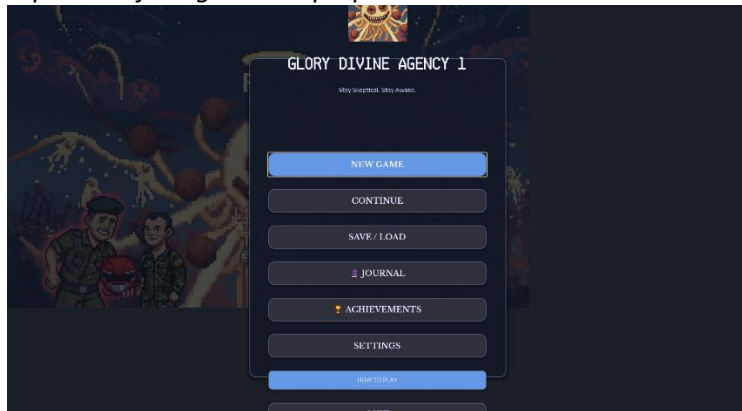 GLORY DIVINE AGENCY 1
Stay Skeptical. Stay Awake.
NEW GAME
CONTINUE
SAVE / LOAD
JOURNAL
ACHIEVEMENTS
SETTINGS
HOW TO PLAY